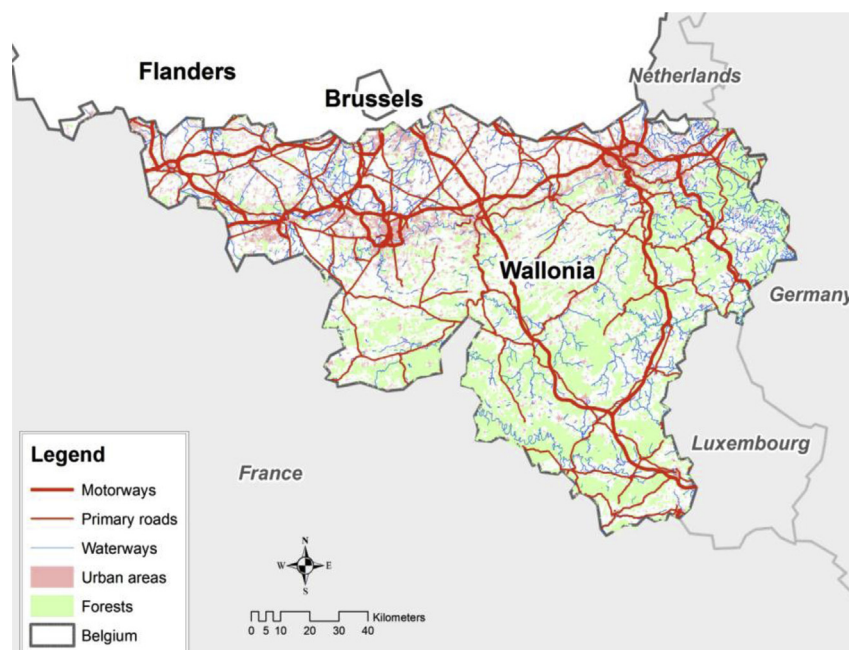 Flanders
Brussels
Netherlands
Wallonia
Germany
Luxembourg
France
Legend
Motorways
Primary roads
Waterways
Urban areas
Forests
Belgium
N
W E
S
Kilometers
0 5 10 20 30 40